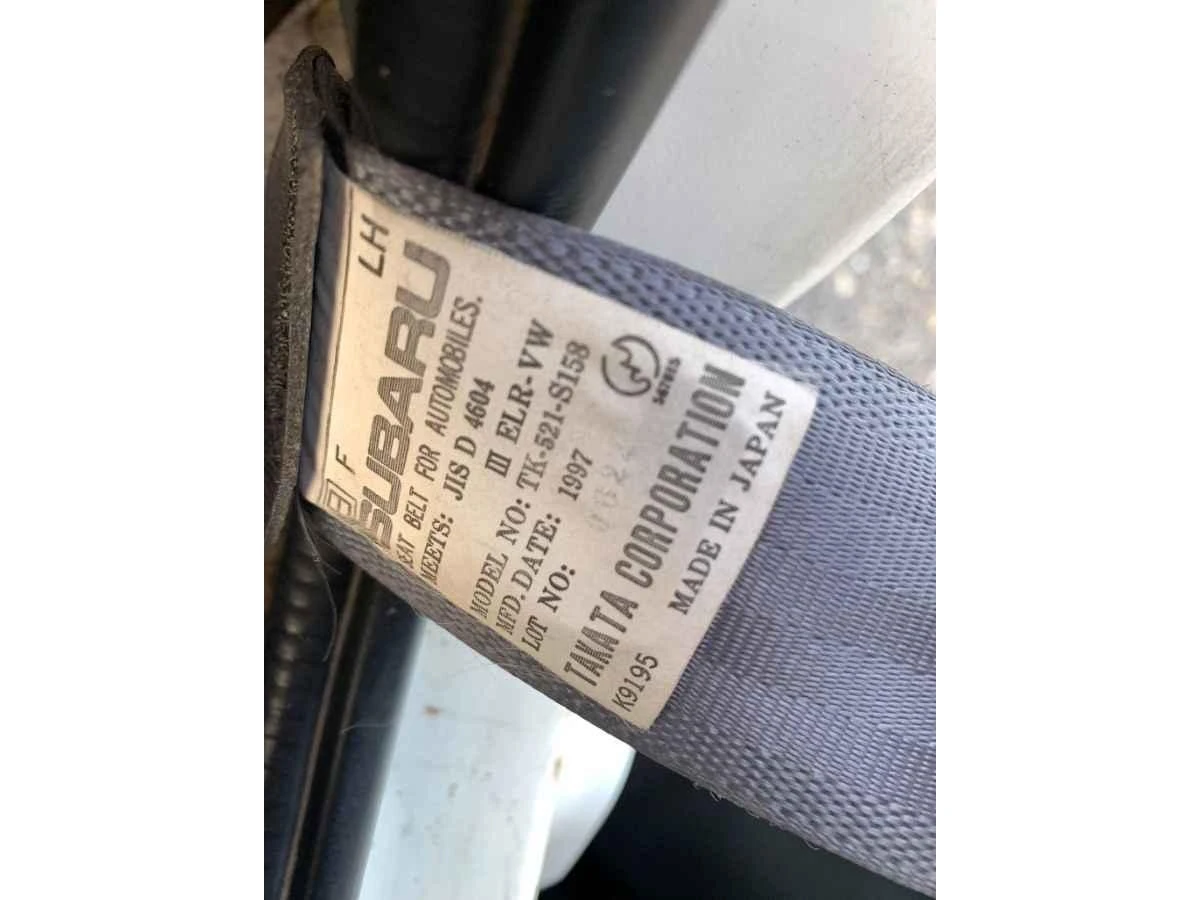 F LH
SUBARU
SEAT BELT FOR AUTOMOBILES.
MEETS: JIS D 4604
III ELR-VW
MODEL NO: TK-521-S158
MFD.DATE: 1997
LOT NO:
TAKATA CORPORATION
K9195 MADE IN JAPAN